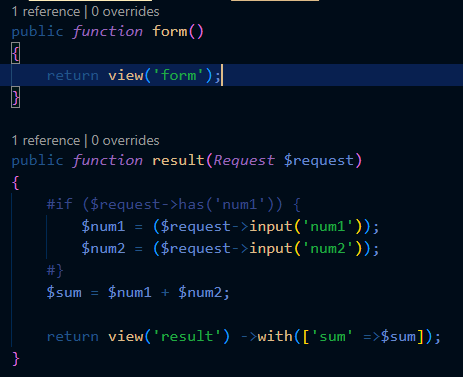 1 reference | 0 overrides
public function form()
{
    return view('form');
}
1 reference | 0 overrides
public function result(Request $request)
{
    #if ($request->has('num1')) {
        $num1 = ($request->input('num1'));
        $num2 = ($request->input('num2'));
    #}
    $sum = $num1 + $num2;
    return view('result') ->with(['sum' =>$sum]);
}